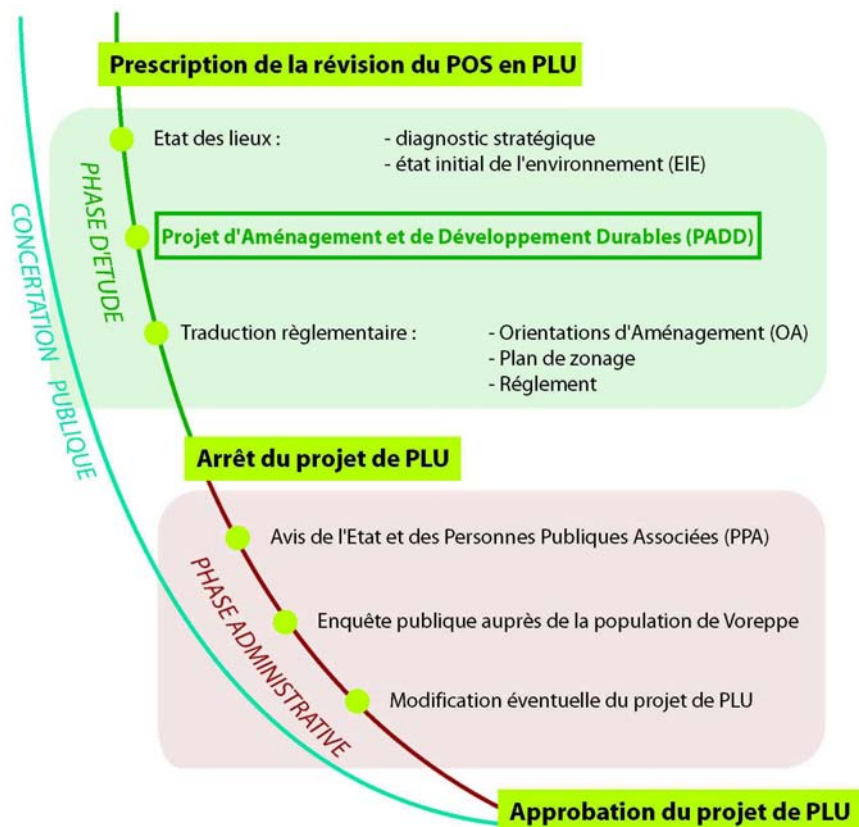 Prescription de la révision du POS en PLU
Etat des lieux : - diagnostic stratégique
- état initial de l'environnement (EIE)
PHASE D'ETUDE
Projet d'Aménagement et de Développement Durables (PADD)
CONCERTATION PUBLIQUE
Traduction règlementaire : - Orientations d'Aménagement (OA)
- Plan de zonage
- Réglement
Arrêt du projet de PLU
Avis de l'Etat et des Personnes Publiques Associées (PPA)
PHASE ADMINISTRATIVE
Enquête publique auprès de la population de Voreppe
Modification éventuelle du projet de PLU
Approbation du projet de PLU